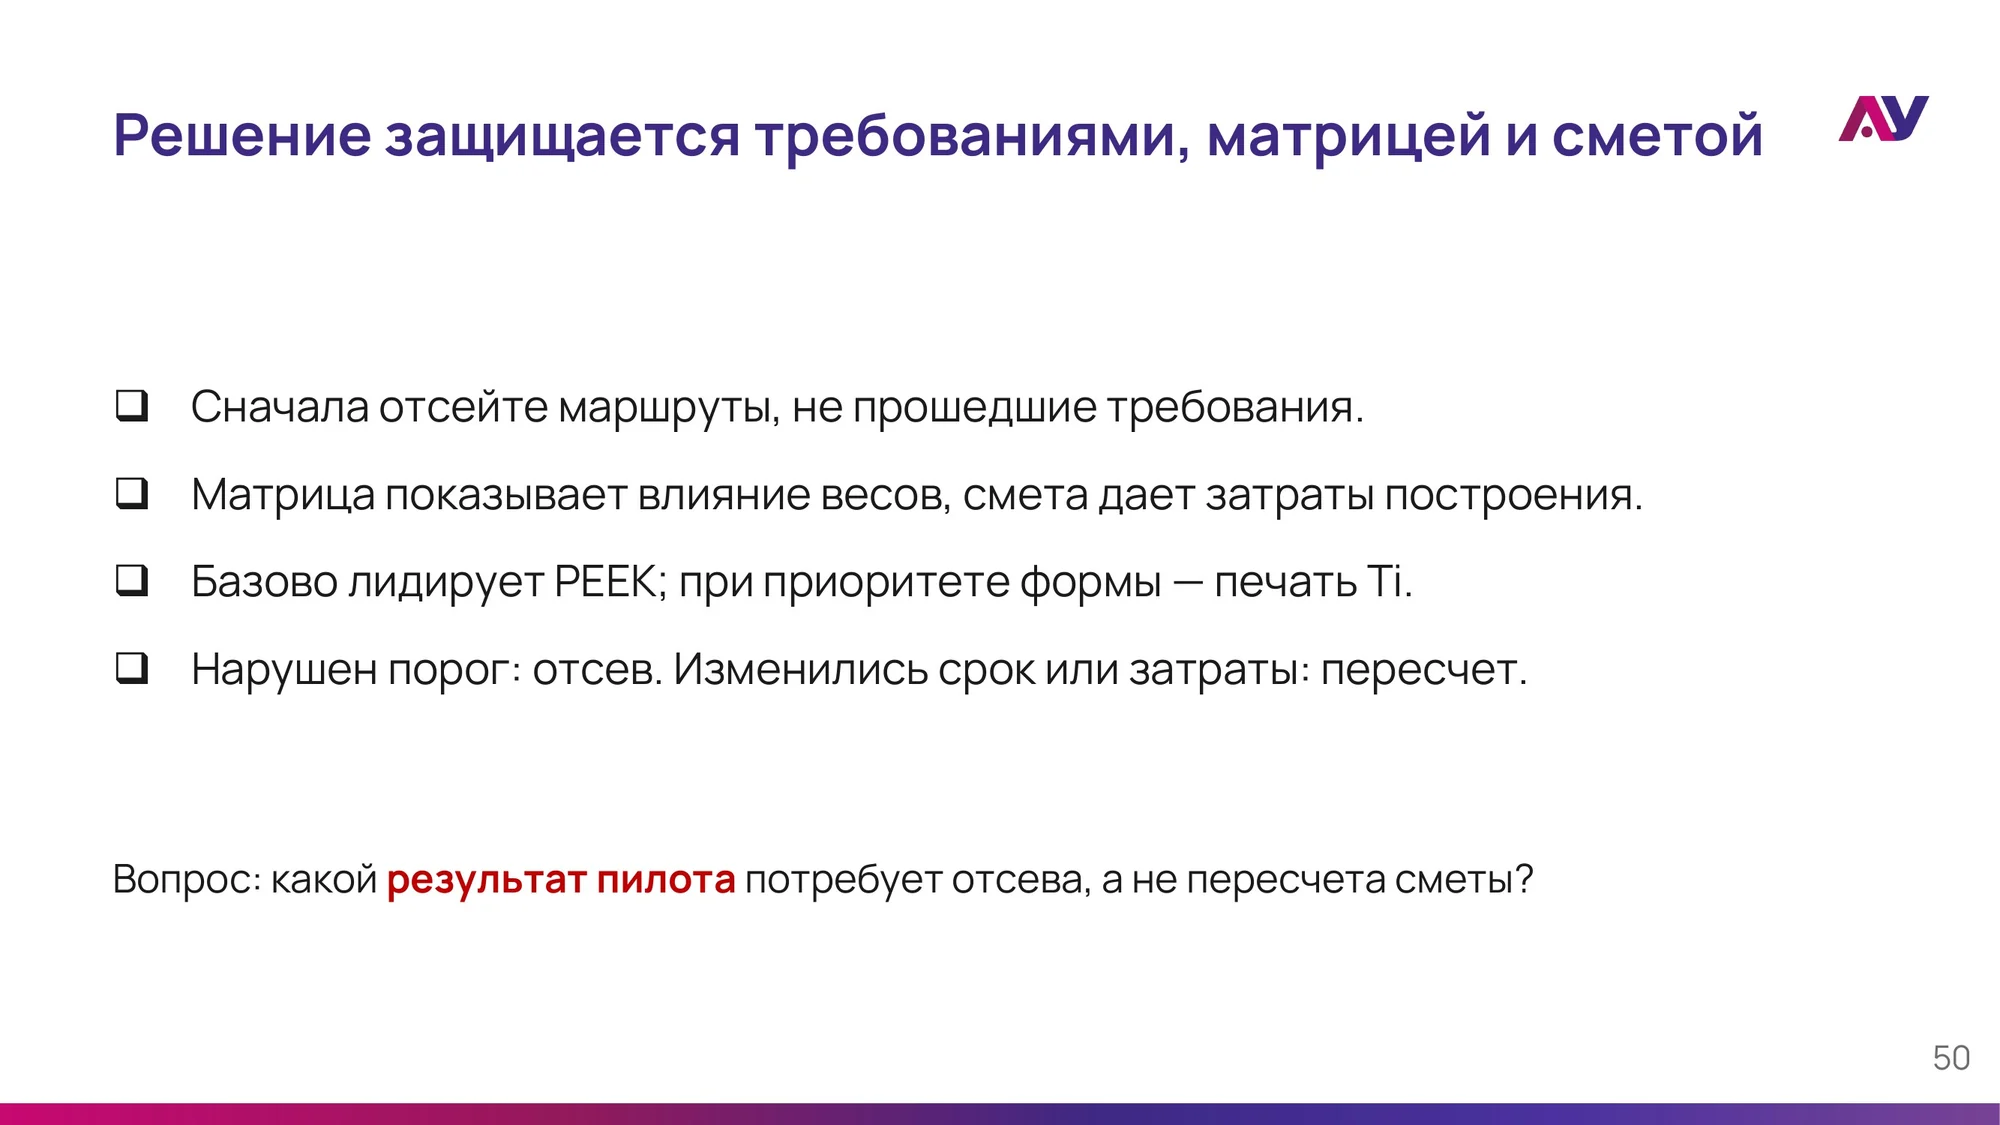 Решение защищается требованиями, матрицей и сметой
АУ
Сначала отсейте маршруты, не прошедшие требования.
Матрица показывает влияние весов, смета дает затраты построения.
Базово лидирует PEEK; при приоритете формы — печать Ti.
Нарушен порог: отсев. Изменились срок или затраты: пересчет.
Вопрос: какой результат пилота потребует отсева, а не пересчета сметы?
50